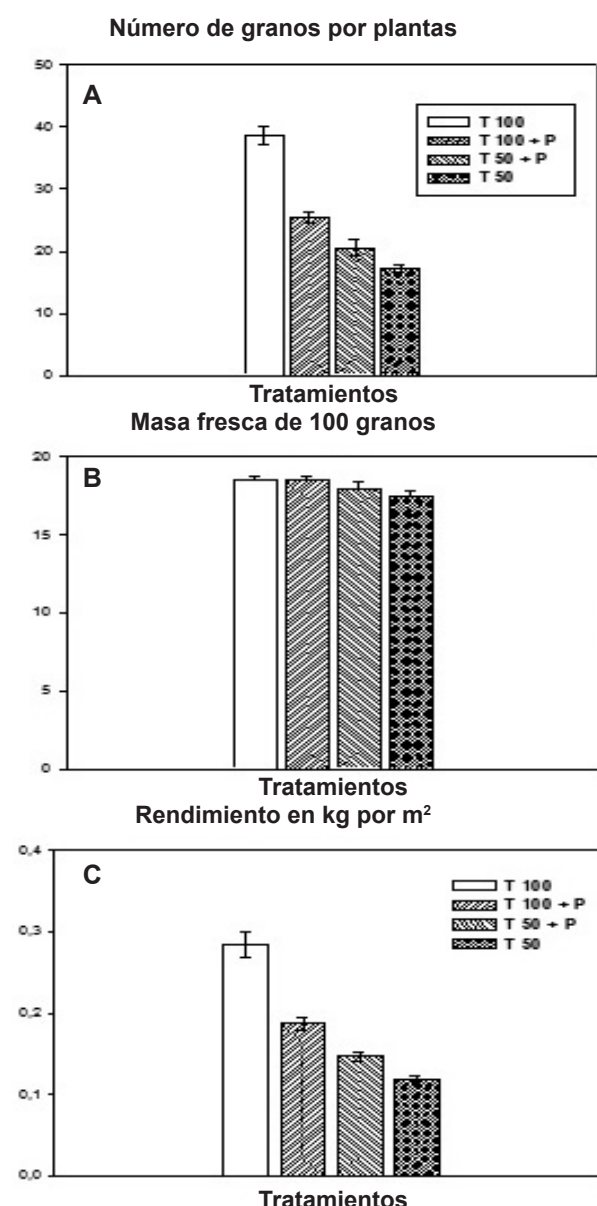 Número de granos por plantas
A
50
40
30
20
10
0
T 100
T 100 + P
T 50 + P
T 50
Tratamientos
Masa fresca de 100 granos
B
20
15
10
5
0
Tratamientos
Rendimiento en kg por m²
C
0,4
0,3
0,2
0,1
0,0
T 100
T 100 + P
T 50 + P
T 50
Tratamientos